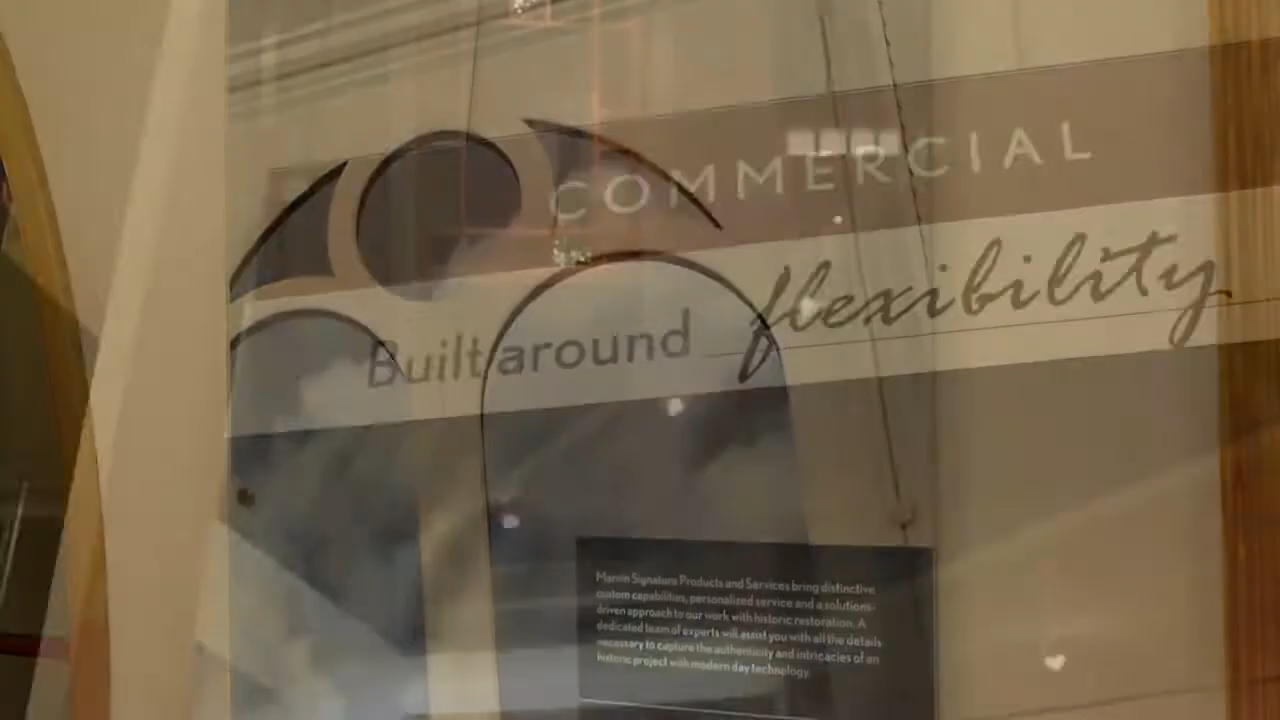 COMMERCIAL
Built around flexibility
Marvin Signature Products and Services bring distinctive
custom capabilities, personalized service and a solutions-
driven approach to our work with historic restoration. A
dedicated team of experts will assist you with all the details
necessary to capture the authenticity and intricacies of an
historic project with modern day technology.